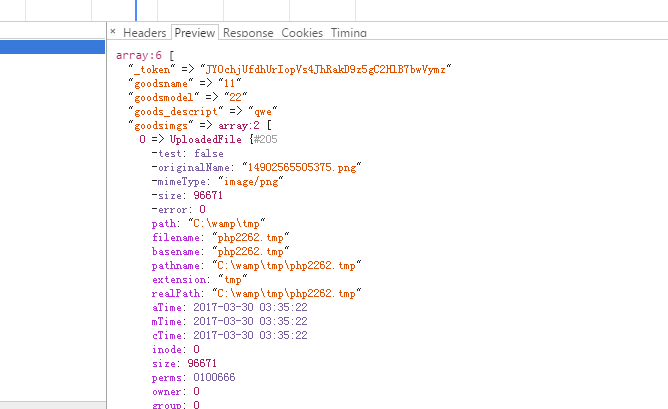 × Headers Preview Response Cookies Timing
array:6 [
"_token" => "JYOchjUfdhUrIopVs4JhRakD9z5gC2HlB7bwVymz"
"goodsname" => "11"
"goodsmodel" => "22"
"goods_descript" => "qwe"
"goodsimgs" => array:2 [
0 => UploadedFile {#205
-test: false
-originalName: "14902565505375.png"
-mimeType: "image/png"
-size: 96671
-error: 0
path: "C:\wamp\tmp"
filename: "php2262.tmp"
basename: "php2262.tmp"
pathname: "C:\wamp\tmp\php2262.tmp"
extension: "tmp"
realPath: "C:\wamp\tmp\php2262.tmp"
aTime: 2017-03-30 03:35:22
mTime: 2017-03-30 03:35:22
cTime: 2017-03-30 03:35:22
inode: 0
size: 96671
perms: 0100666
owner: 0
group: 0